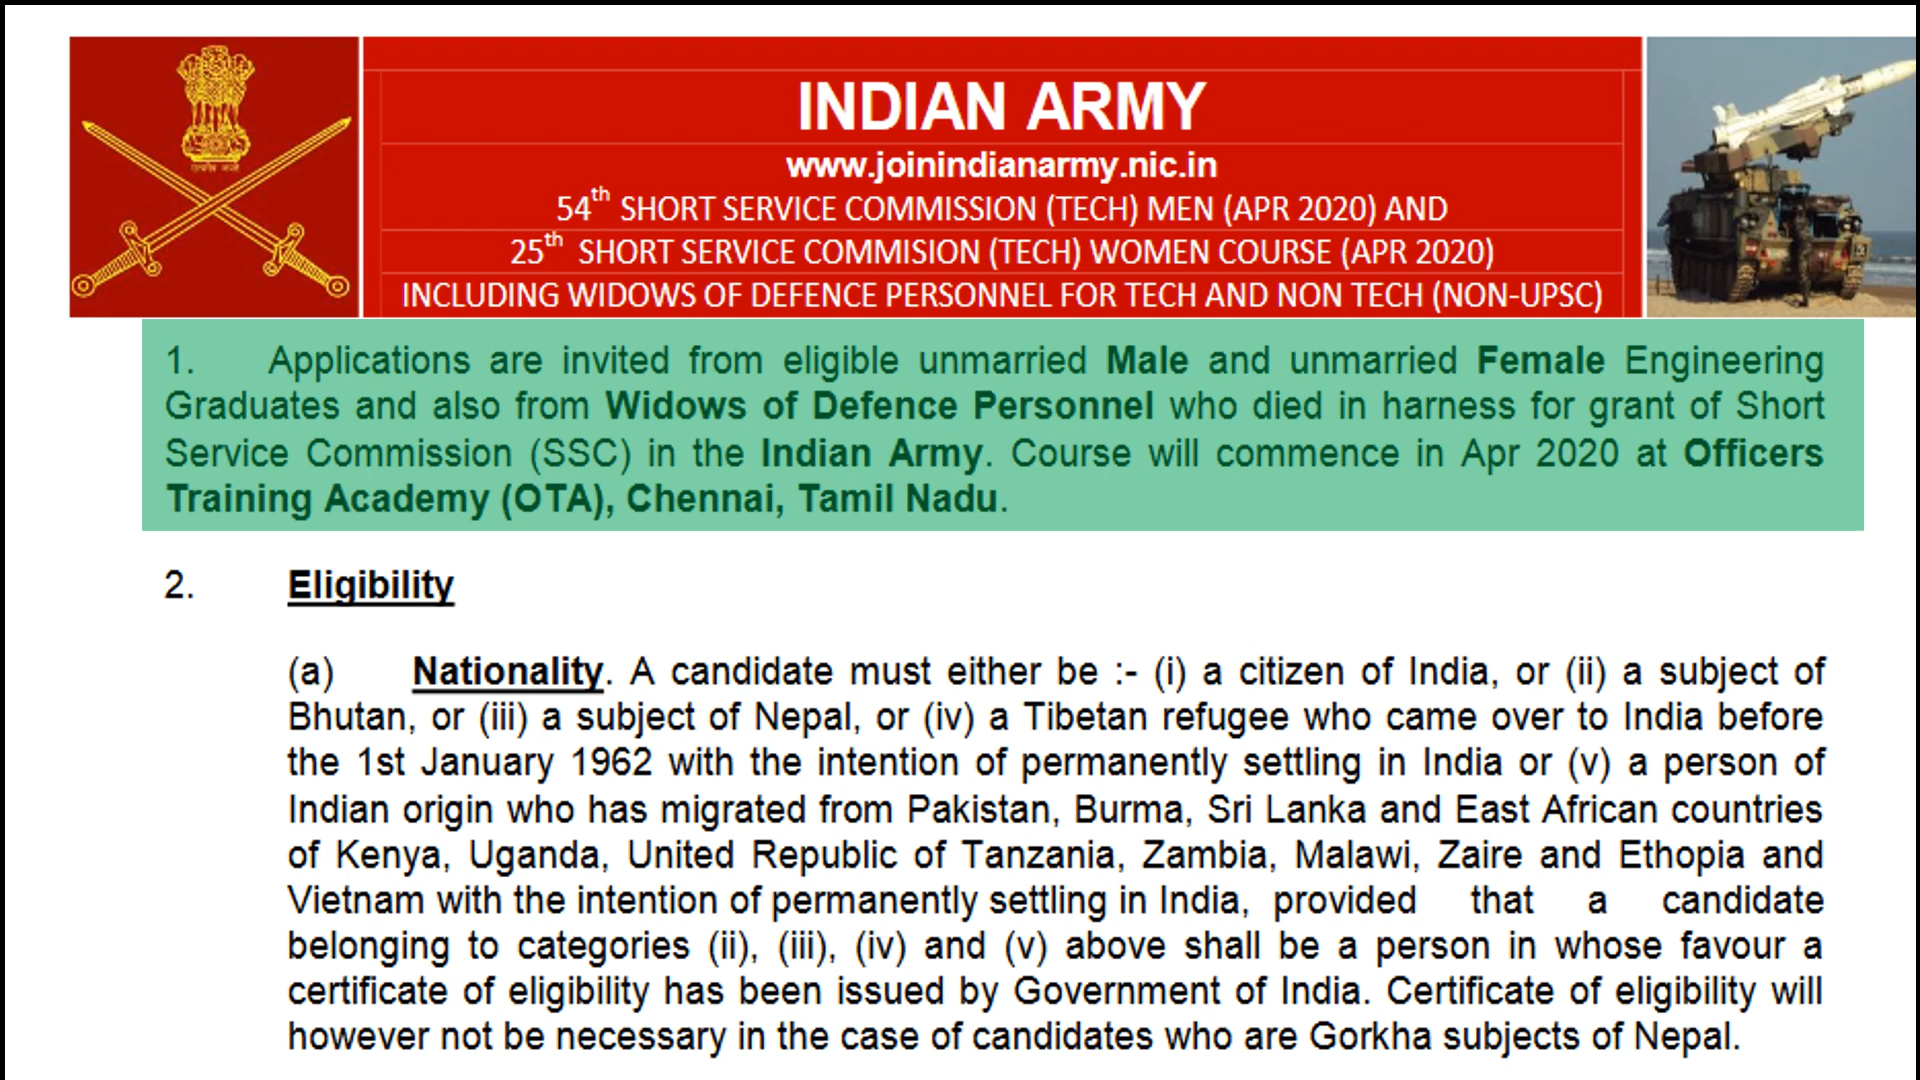 INDIAN ARMY
www.joinindianarmy.nic.in
54th SHORT SERVICE COMMISSION (TECH) MEN (APR 2020) AND
25th SHORT SERVICE COMMISION (TECH) WOMEN COURSE (APR 2020)
INCLUDING WIDOWS OF DEFENCE PERSONNEL FOR TECH AND NON TECH (NON-UPSC)
1. Applications are invited from eligible unmarried Male and unmarried Female Engineering
Graduates and also from Widows of Defence Personnel who died in harness for grant of Short
Service Commission (SSC) in the Indian Army. Course will commence in Apr 2020 at Officers
Training Academy (OTA), Chennai, Tamil Nadu.
2. Eligibility
(a) Nationality. A candidate must either be :- (i) a citizen of India, or (ii) a subject of
Bhutan, or (iii) a subject of Nepal, or (iv) a Tibetan refugee who came over to India before
the 1st January 1962 with the intention of permanently settling in India or (v) a person of
Indian origin who has migrated from Pakistan, Burma, Sri Lanka and East African countries
of Kenya, Uganda, United Republic of Tanzania, Zambia, Malawi, Zaire and Ethopia and
Vietnam with the intention of permanently settling in India, provided that a candidate
belonging to categories (ii), (iii), (iv) and (v) above shall be a person in whose favour a
certificate of eligibility has been issued by Government of India. Certificate of eligibility will
however not be necessary in the case of candidates who are Gorkha subjects of Nepal.